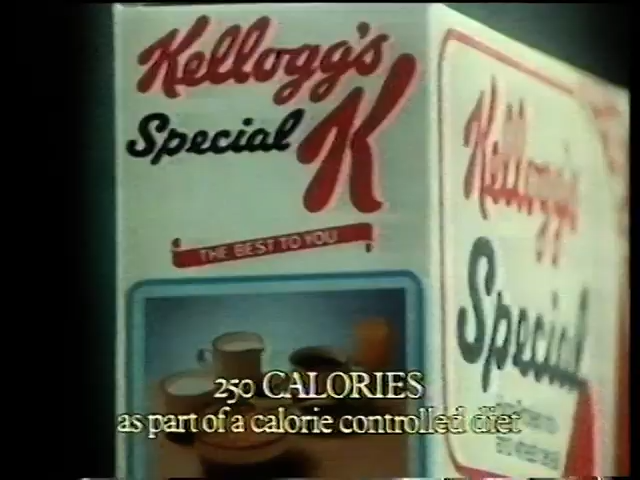 Kellogg's
Special K
THE BEST TO YOU
Kellogg's
Special
250 CALORIES
as part of a calorie controlled diet